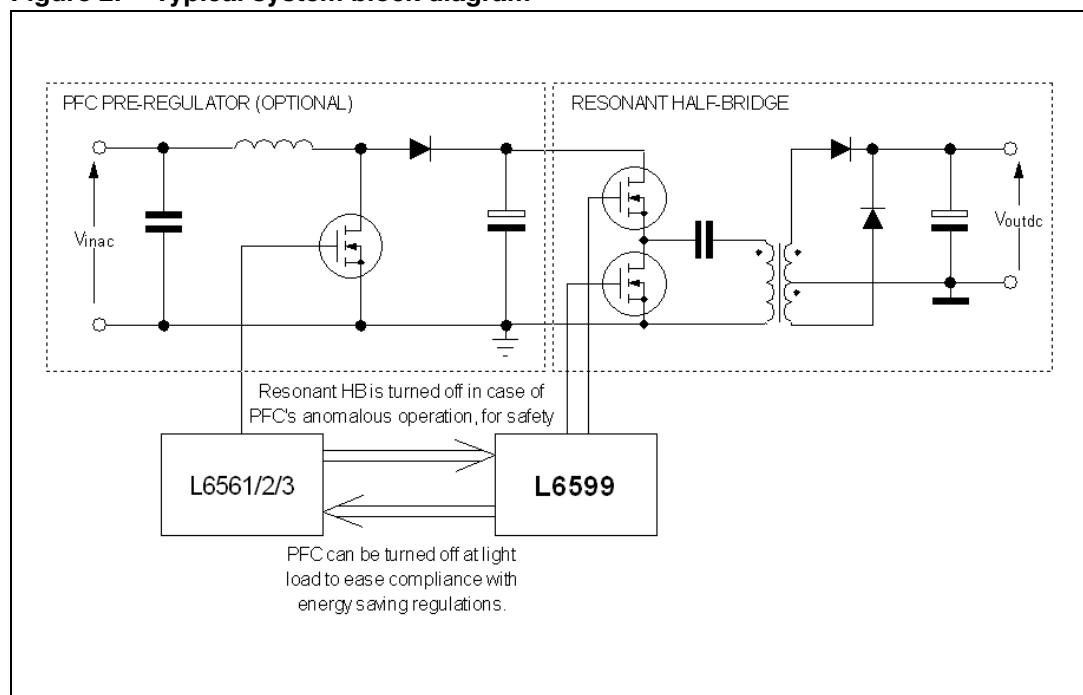 Figure 2. Typical system block diagram
PFC PRE-REGULATOR (OPTIONAL)
RESONANT HALF-BRIDGE
Vinac
Voutdc
Resonant HB is turned off in case of
PFC's anomalous operation, for safety
L6561/2/3
L6599
PFC can be turned off at light
load to ease compliance with
energy saving regulations.